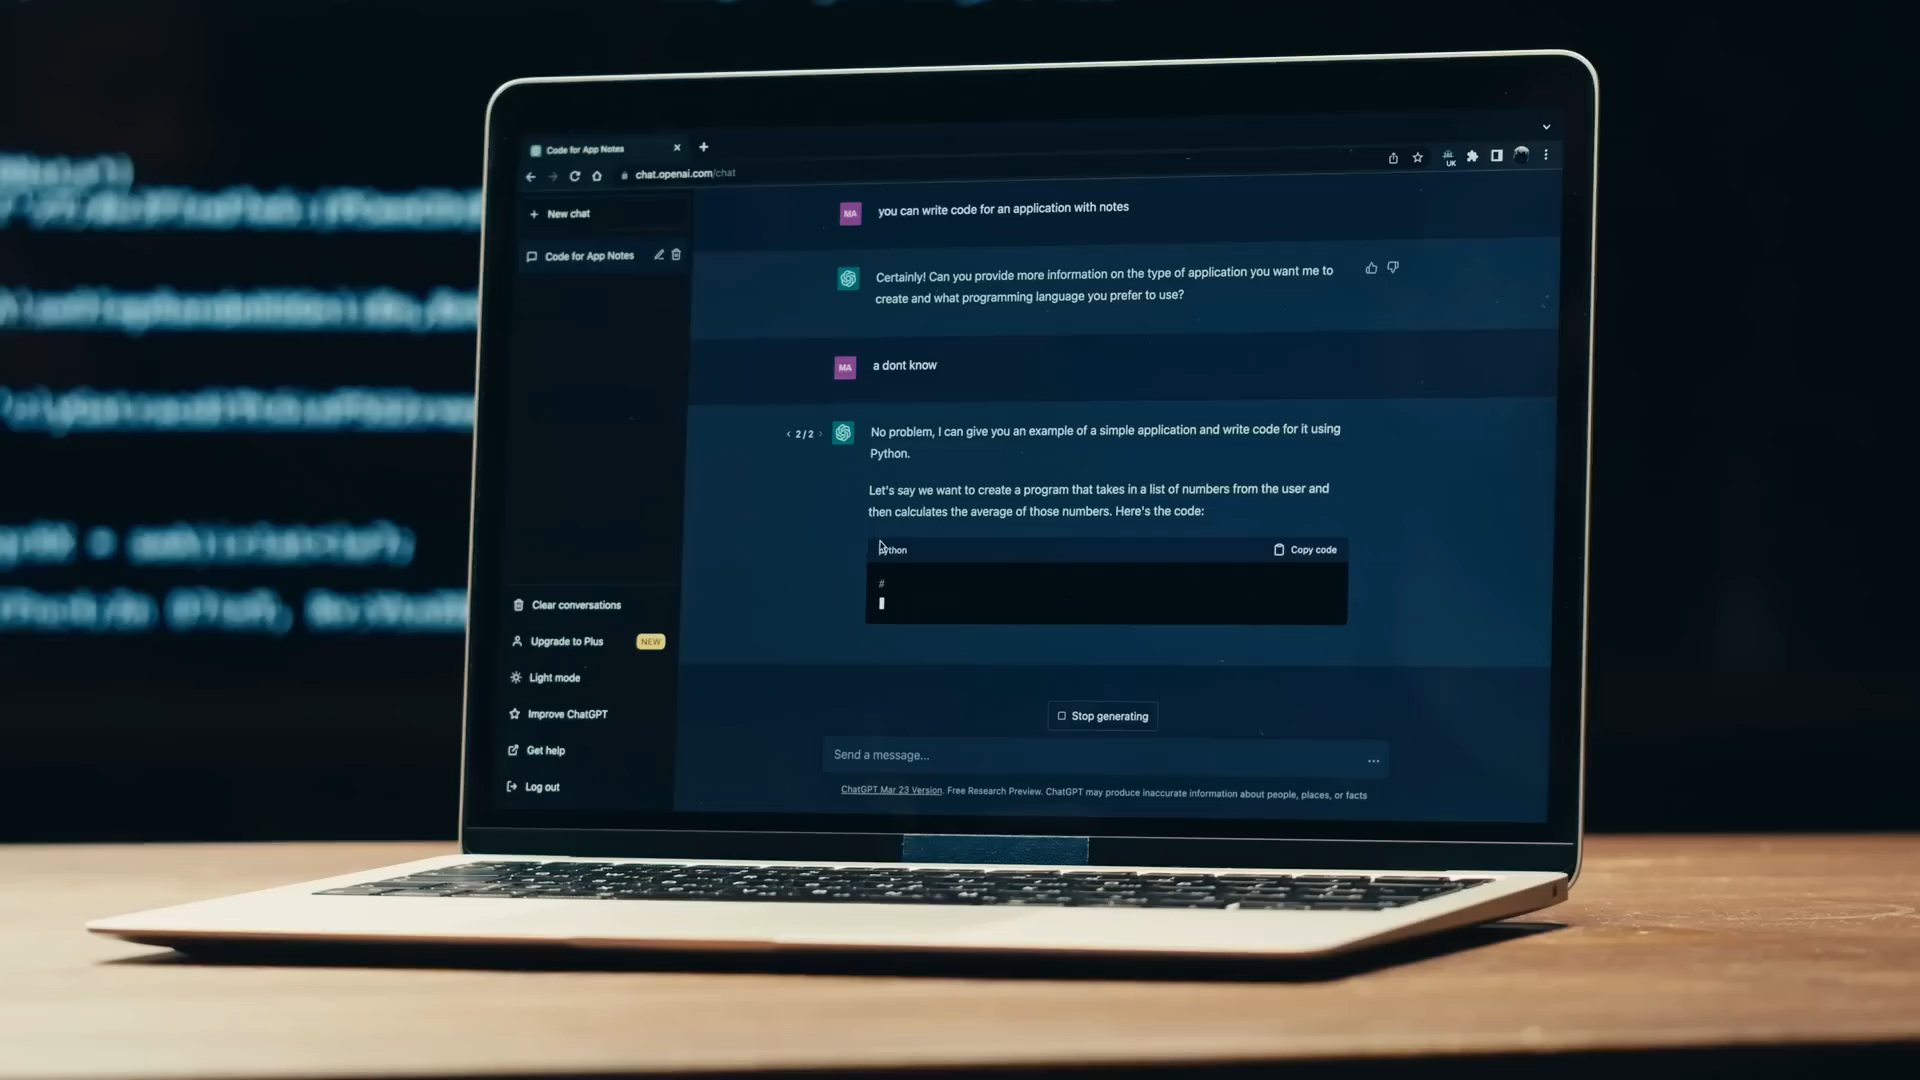 Code for App Notes
chat.openai.com/chat
UK
New chat
Code for App Notes
Clear conversations
Upgrade to Plus NEW
Light mode
Improve ChatGPT
Get help
Log out
MA you can write code for an application with notes
Certainly! Can you provide more information on the type of application you want me to
create and what programming language you prefer to use?
MA a dont know
< 2 / 2 > No problem, I can give you an example of a simple application and write code for it using
Python.
Let's say we want to create a program that takes in a list of numbers from the user and
then calculates the average of those numbers. Here's the code:
python Copy code
#
Stop generating
Send a message...
ChatGPT Mar 23 Version. Free Research Preview. ChatGPT may produce inaccurate information about people, places, or facts